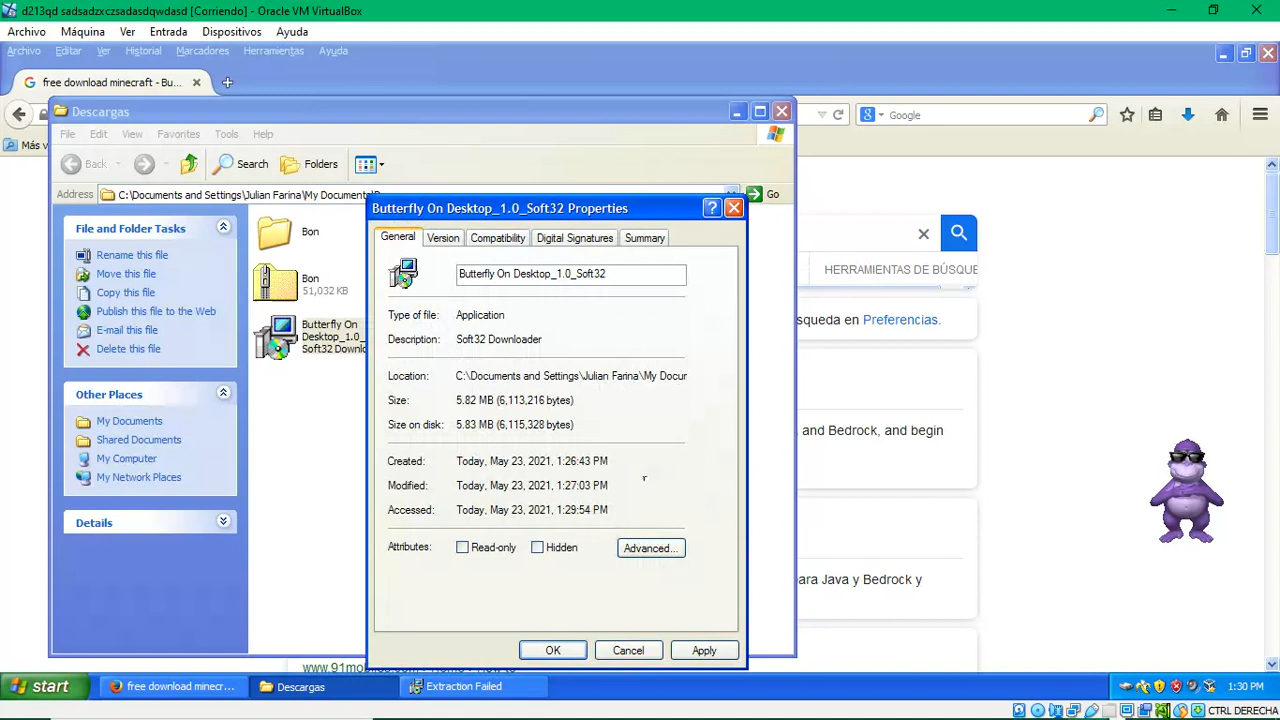 d213qd sadsadzxczsadasdqwdasd [Corriendo] - Oracle VM VirtualBox
Archivo Máquina Ver Entrada Dispositivos Ayuda
Archivo Editar Ver Historial Marcadores Herramientas Ayuda
free download minecraft - Bu...
Descargas
Google
File Edit View Favorites Tools Help
Más v
Back Search Folders
Address C:\Documents and Settings\Julian Farina\My Documents\D
Go
Butterfly On Desktop_1.0_Soft32 Properties
File and Folder Tasks
Rename this file
Move this file
Copy this file
Publish this file to the Web
E-mail this file
Delete this file
Other Places
My Documents
Shared Documents
My Computer
My Network Places
Details
Bon
Bon
51,032 KB
Butterfly On
Desktop_1.0_
Soft32 Downlo
General Version Compatibility Digital Signatures Summary
Butterfly On Desktop_1.0_Soft32
Type of file: Application
Description: Soft32 Downloader
Location: C:\Documents and Settings\Julian Farina\My Docur
Size: 5.82 MB (6,113,216 bytes)
Size on disk: 5.83 MB (6,115,328 bytes)
Created: Today, May 23, 2021, 1:26:43 PM
Modified: Today, May 23, 2021, 1:27:03 PM
Accessed: Today, May 23, 2021, 1:29:54 PM
Attributes: Read-only Hidden Advanced...
OK Cancel Apply
HERRAMIENTAS DE BÚSQUE
squeda en Preferencias.
and Bedrock, and begin
para Java y Bedrock y
start
free download minecr...
Descargas
Extraction Failed
1:30 PM
CTRL DERECHA